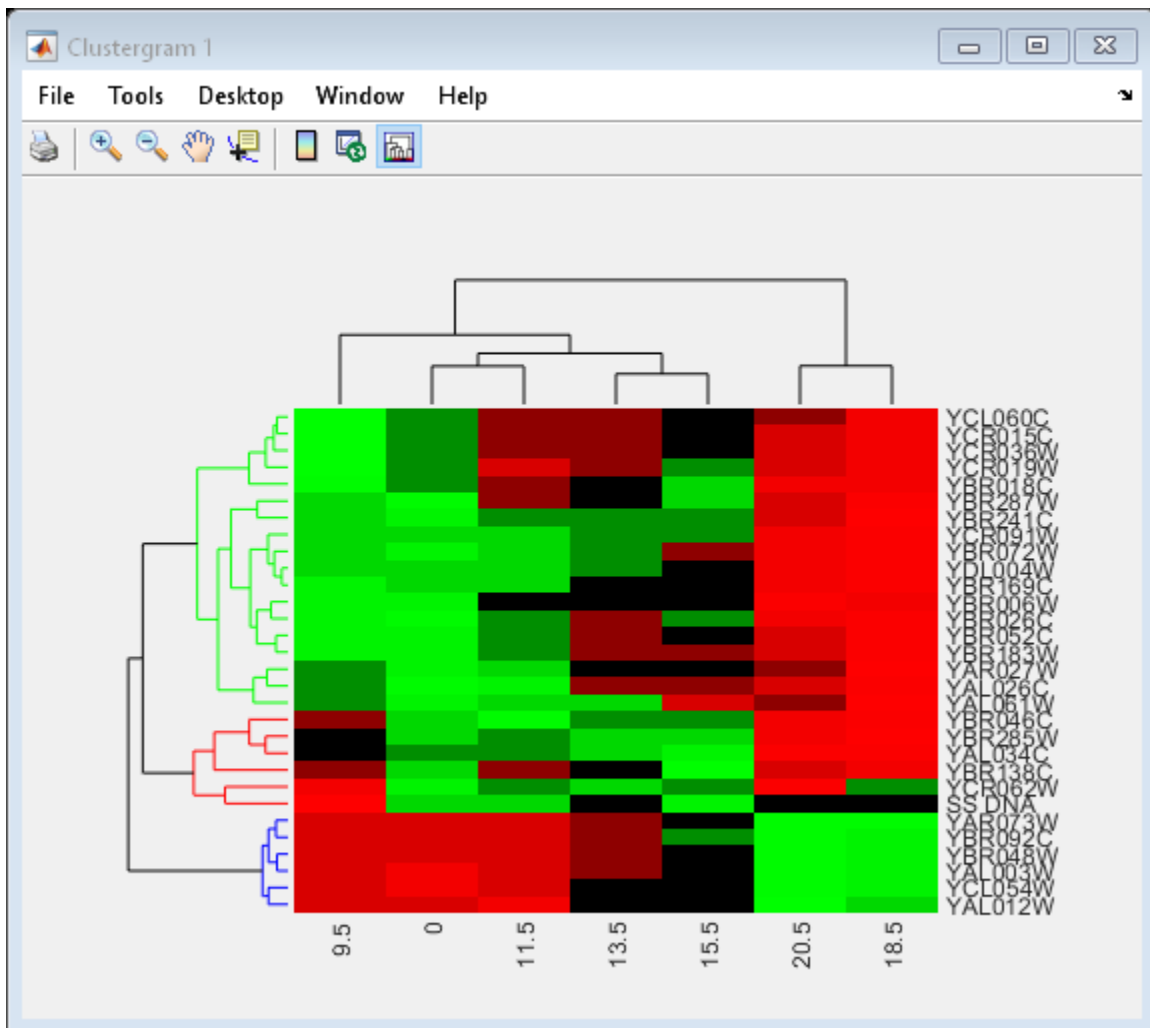 Clustergram 1
File Tools Desktop Window Help
YCL060C
YCR015C
YCR036W
YCR019W
YBR018C
YBR287W
YBR241C
YCR091W
YBR072W
YDL004W
YBR169C
YBR006W
YBR026C
YBR052C
YBR183W
YAR027W
YAL026C
YAL061W
YBR046C
YBR285W
YAL034C
YBR138C
YCR062W
SS DNA
YAR073W
YBR092C
YBR048W
YAL003W
YCL054W
YAL012W
9.5 0 11.5 13.5 15.5 20.5 18.5